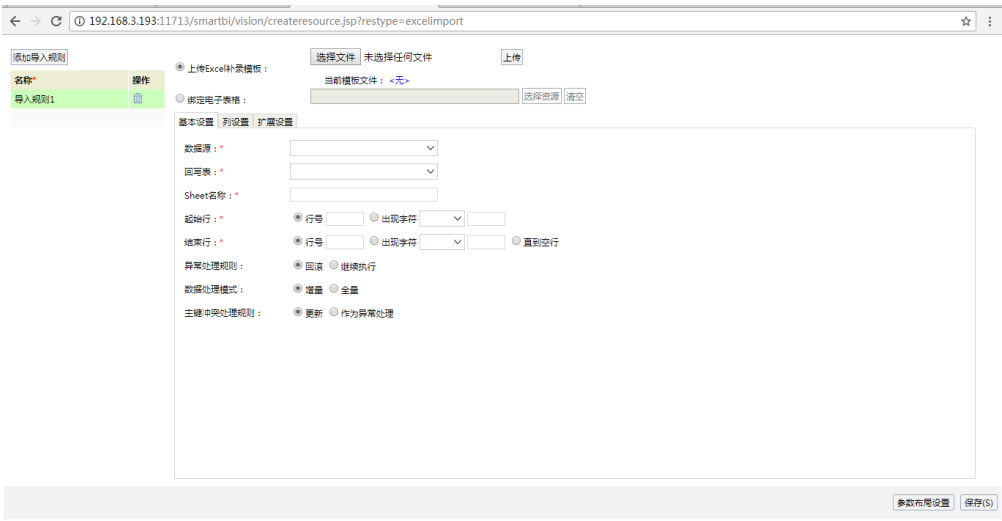 192.168.3.193:11713/smartbi/vision/createresource.jsp?restype=excelimport
添加导入规则
名称* 操作
导入规则1
上传Excel补录模板： 选择文件 未选择任何文件 上传
当前模板文件： <无>
绑定电子表格： 选择资源 清空
基本设置 列设置 扩展设置
数据源：*
回写表：*
Sheet名称：*
起始行：* 行号 出现字符
结束行：* 行号 出现字符 直到空行
异常处理规则： 回滚 继续执行
数据处理模式： 增量 全量
主键冲突处理规则： 更新 作为异常处理
参数布局设置 保存(S)